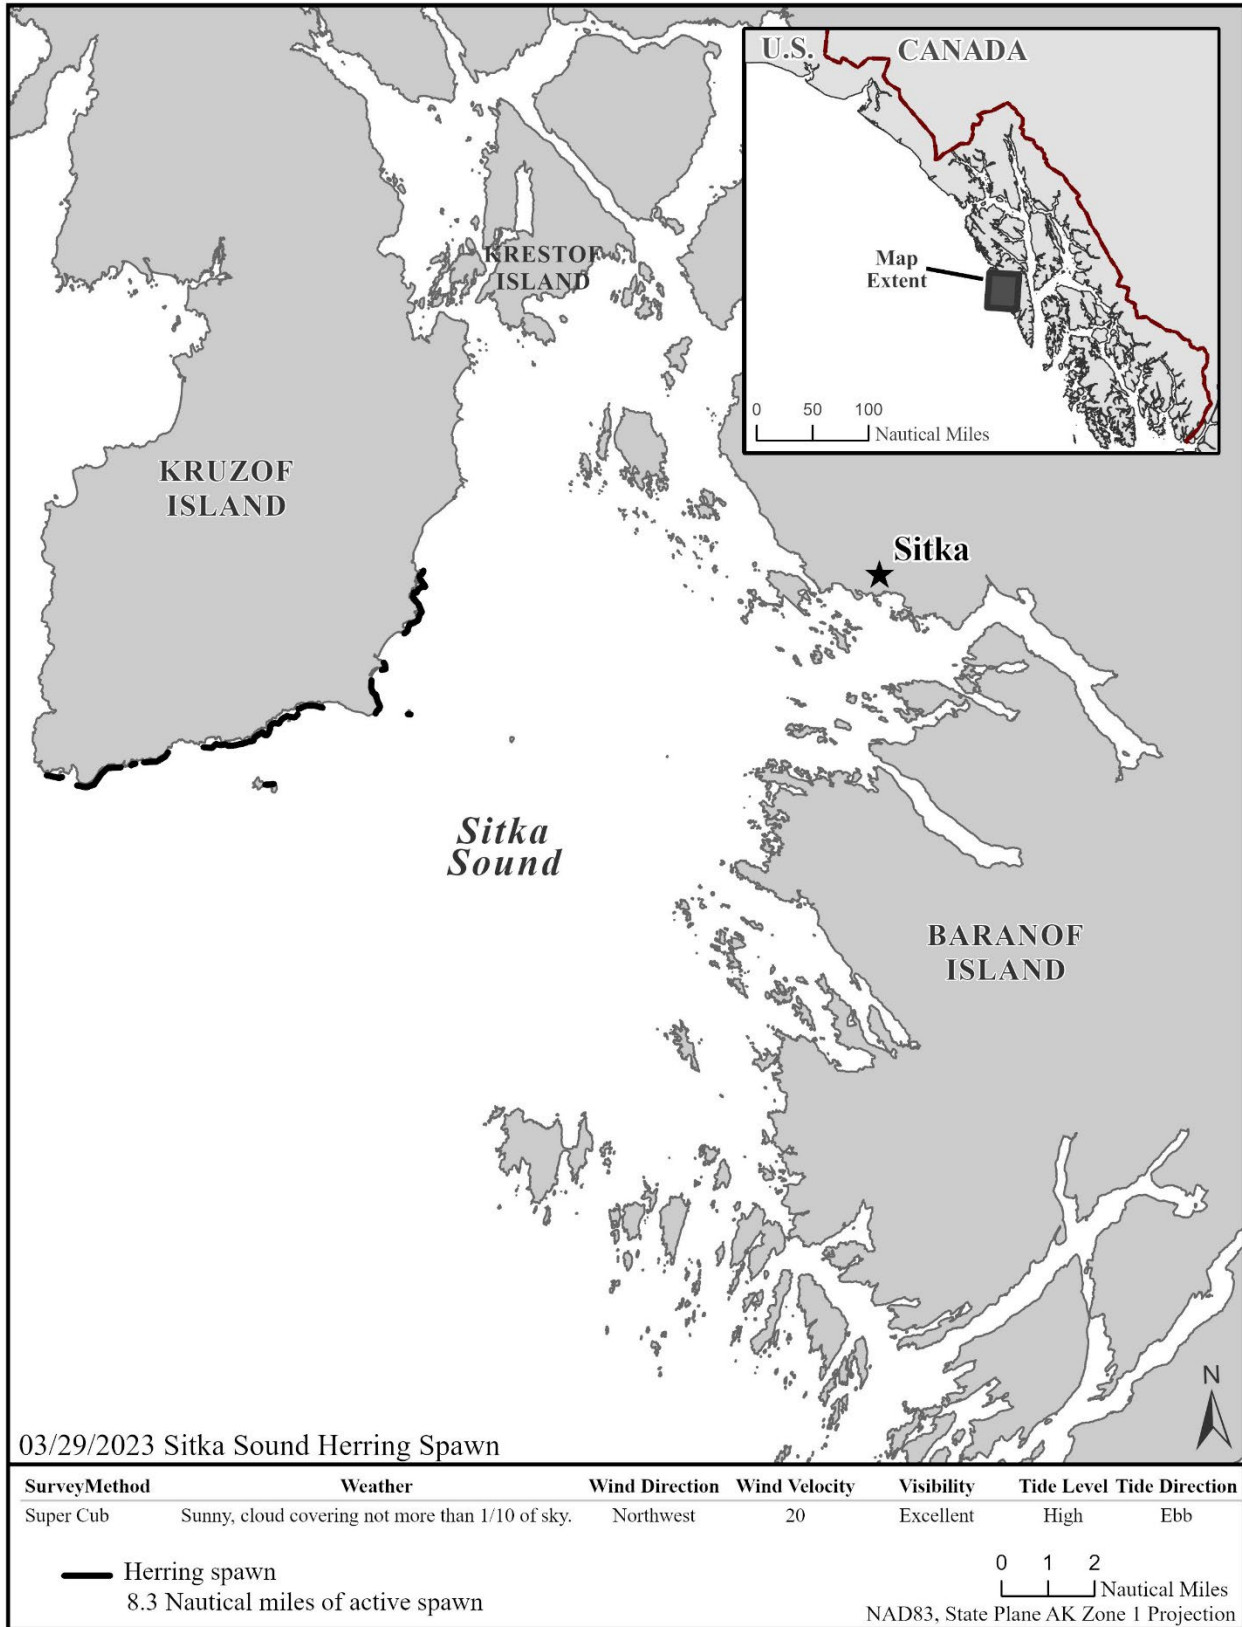 U.S.
CANADA
Map
Extent
0 50 100
Nautical Miles
KRESTOF
ISLAND
KRUZOF
ISLAND
Sitka
Sitka
Sound
BARANOF
ISLAND
N
03/29/2023 Sitka Sound Herring Spawn
SurveyMethod Weather Wind Direction Wind Velocity Visibility Tide Level Tide Direction
Super Cub Sunny, cloud covering not more than 1/10 of sky. Northwest 20 Excellent High Ebb
Herring spawn
8.3 Nautical miles of active spawn
0 1 2
Nautical Miles
NAD83, State Plane AK Zone 1 Projection